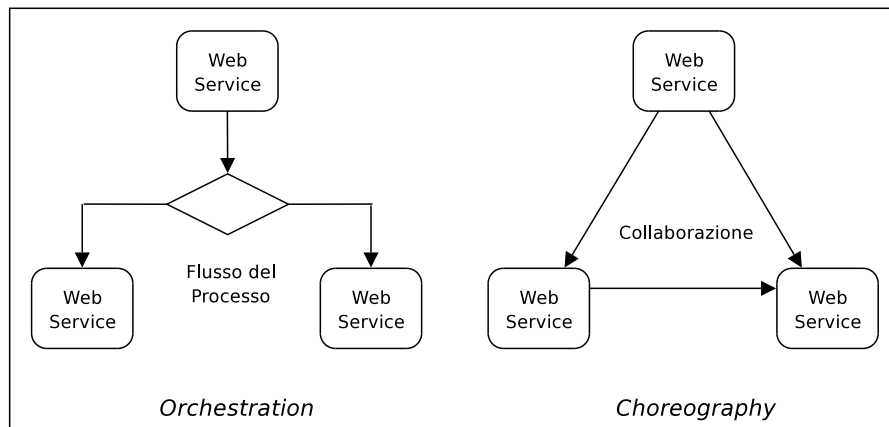 Web
Service
Flusso del
Processo
Web
Service
Web
Service
Orchestration
Web
Service
Collaborazione
Web
Service
Web
Service
Choreography